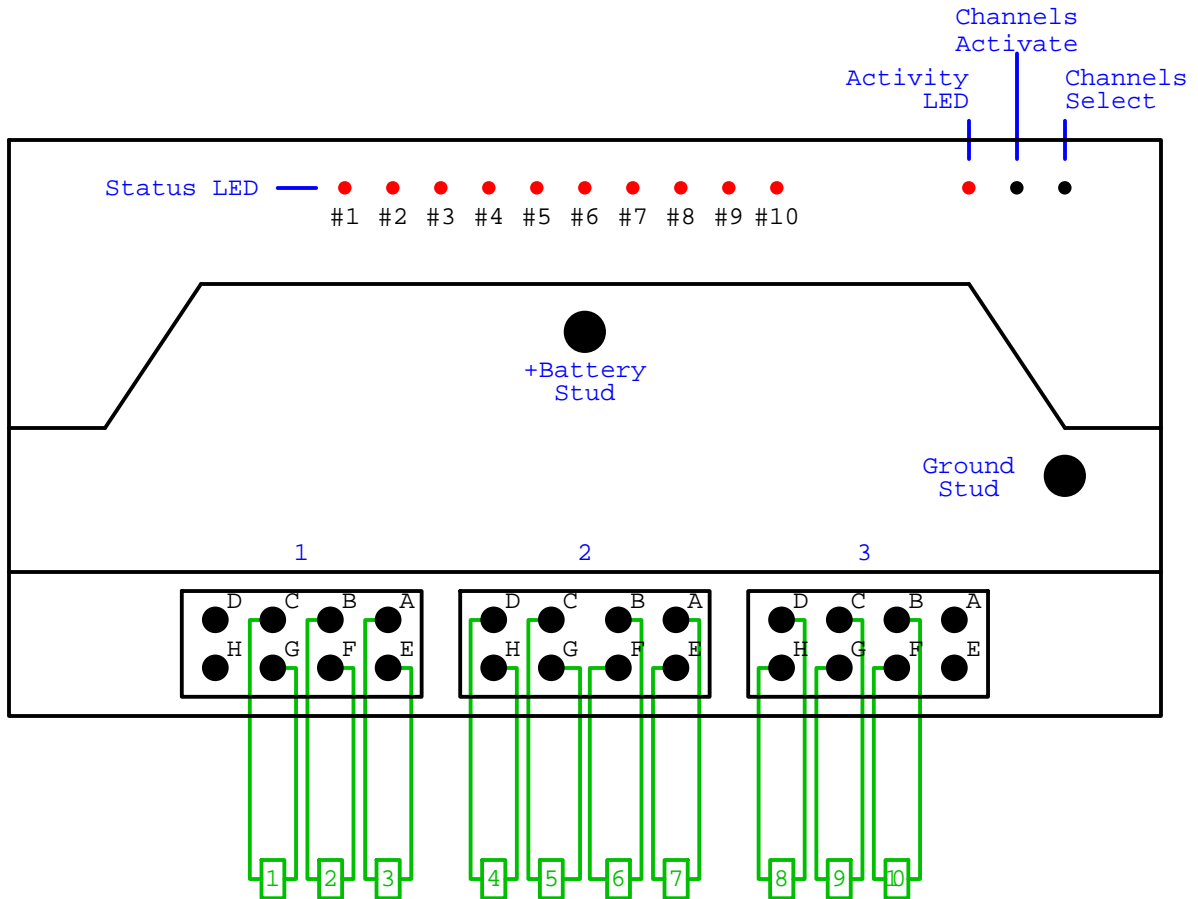 Channels
Activate
Activity
LED
Channels
Select
Status LED
#1 #2 #3 #4 #5 #6 #7 #8 #9 #10
+Battery
Stud
Ground
Stud
1 2 3
D C B A D C B A D C B A
H G F E H G F E H G F E
1 2 3 4 5 6 7 8 9 10